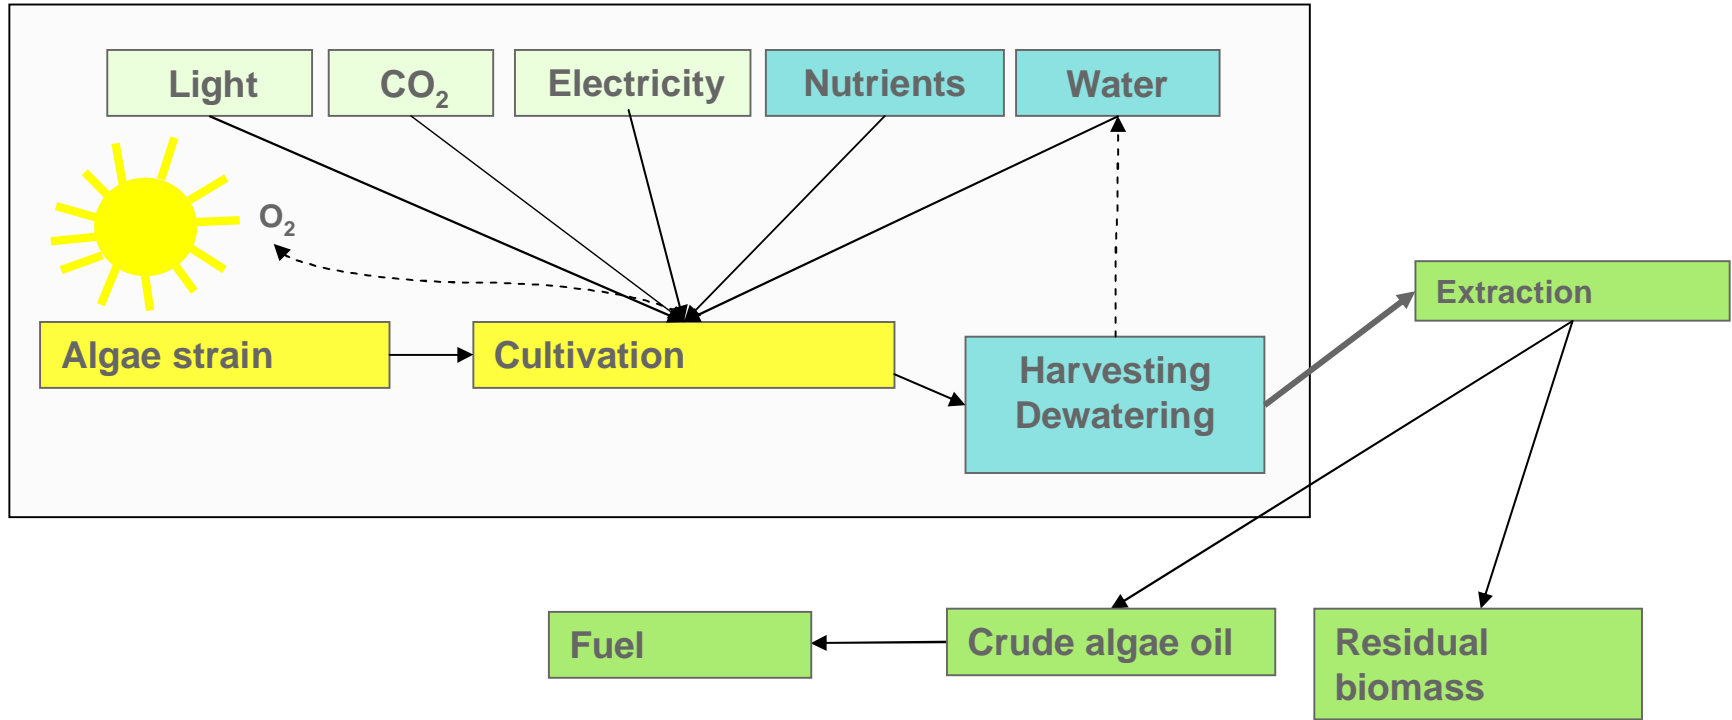 Light
CO₂
Electricity
Nutrients
Water
O₂
Extraction
Algae strain
Cultivation
Harvesting
Dewatering
Fuel
Crude algae oil
Residual
biomass